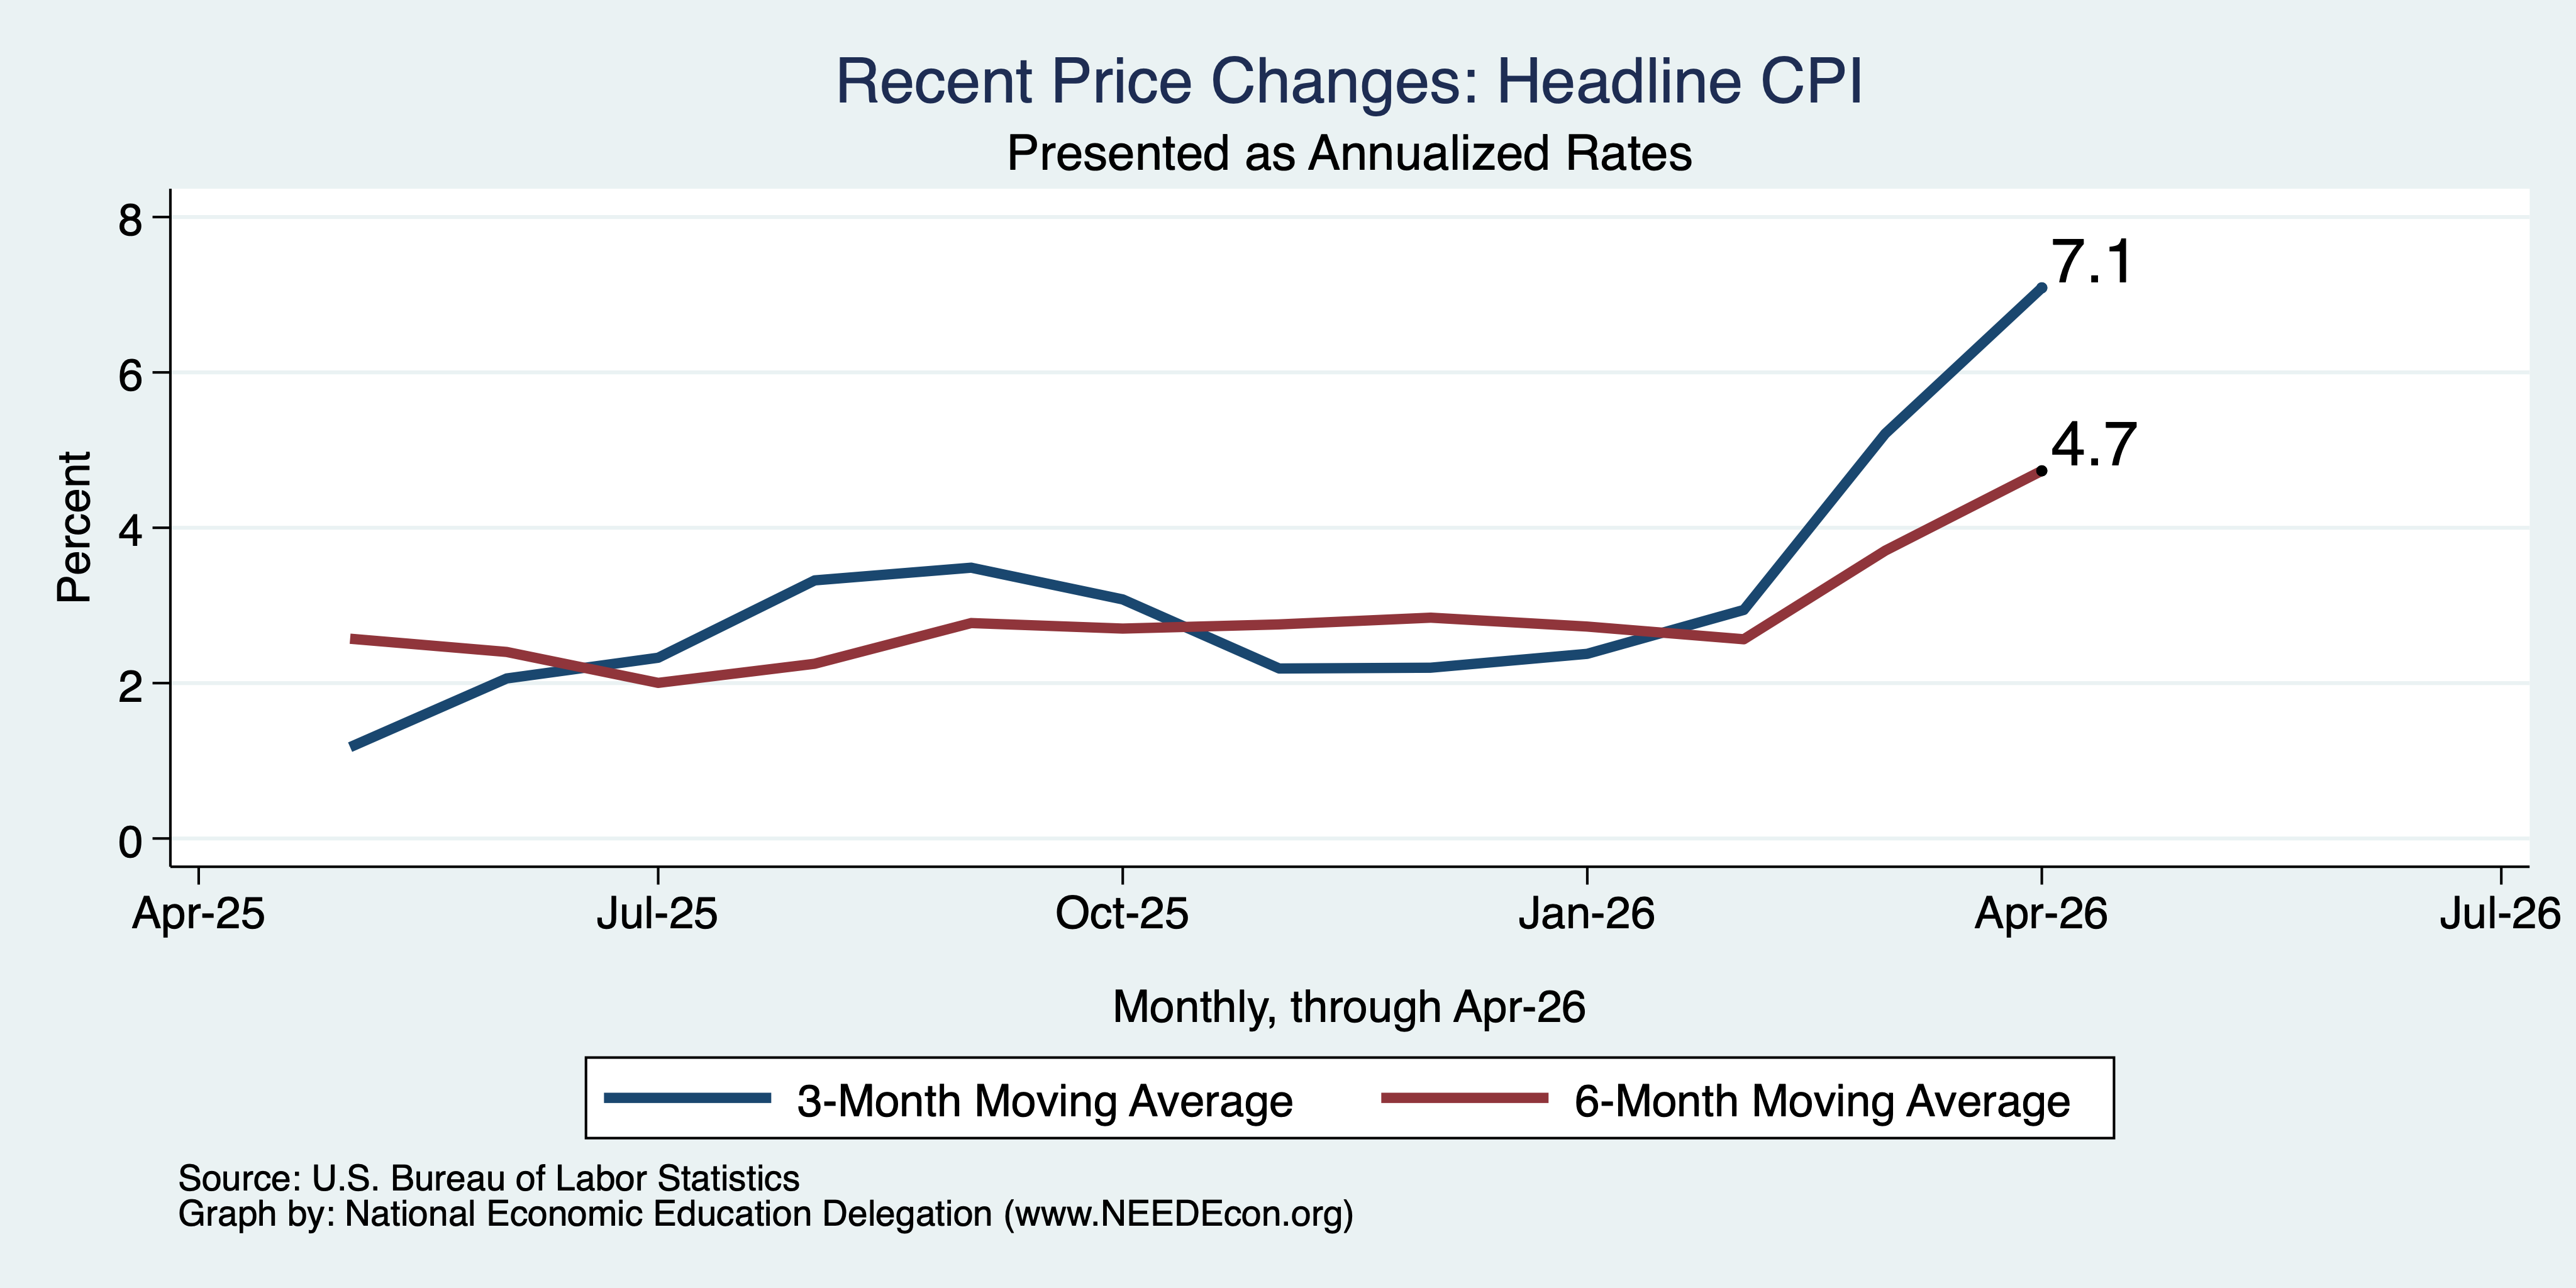 Recent Price Changes: Headline CPI
Presented as Annualized Rates
8
6
4
2
0
Percent
7.1
4.7
Apr-25 Jul-25 Oct-25 Jan-26 Apr-26 Jul-26
Monthly, through Apr-26
3-Month Moving Average 6-Month Moving Average
Source: U.S. Bureau of Labor Statistics
Graph by: National Economic Education Delegation (www.NEEDEcon.org)